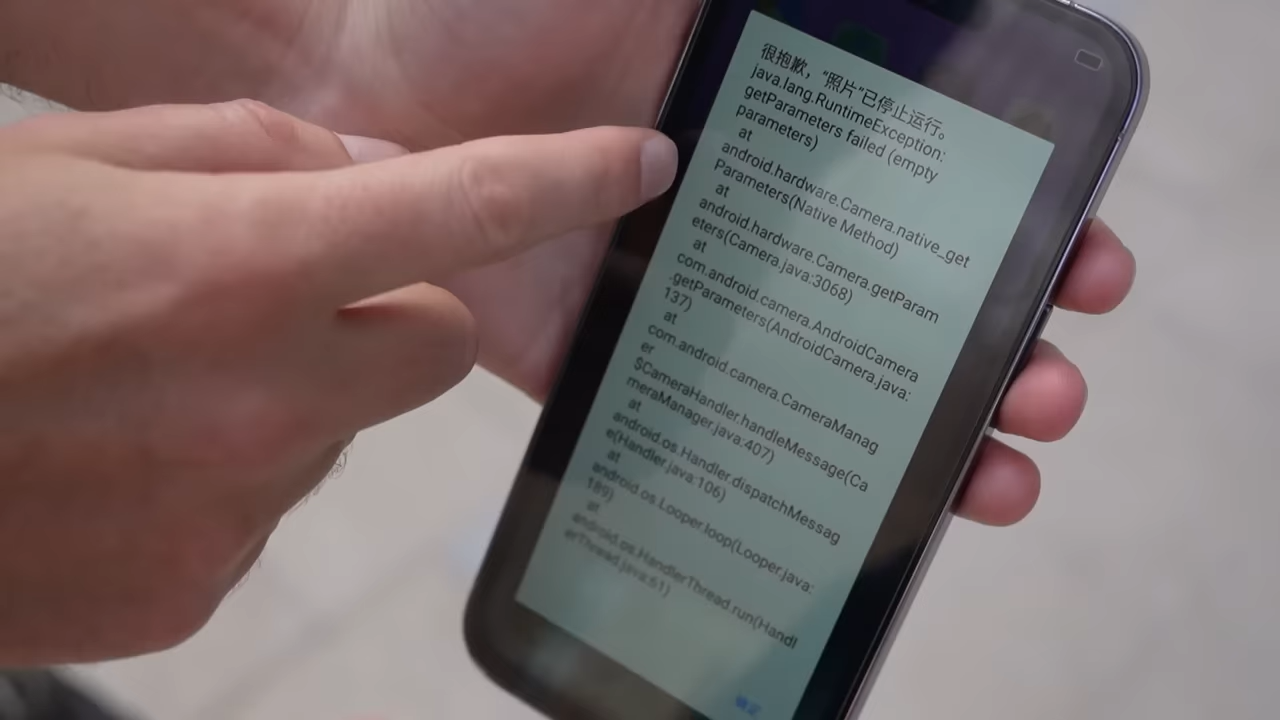 很抱歉，“照片”已停止运行。
java.lang.RuntimeException:
getParameters failed (empty
parameters)
at
android.hardware.Camera.native_get
Parameters(Native Method)
at
android.hardware.Camera.getParam
eters(Camera.java:3068)
at
com.android.camera.AndroidCamera
.getParameters(AndroidCamera.java:
137)
at
com.android.camera.CameraManag
er
$CameraHandler.handleMessage(Ca
meraManager.java:407)
at
android.os.Handler.dispatchMessag
e(Handler.java:106)
at
android.os.Looper.loop(Looper.java:
189)
at
android.os.HandlerThread.run(Handl
erThread.java:61)
确定